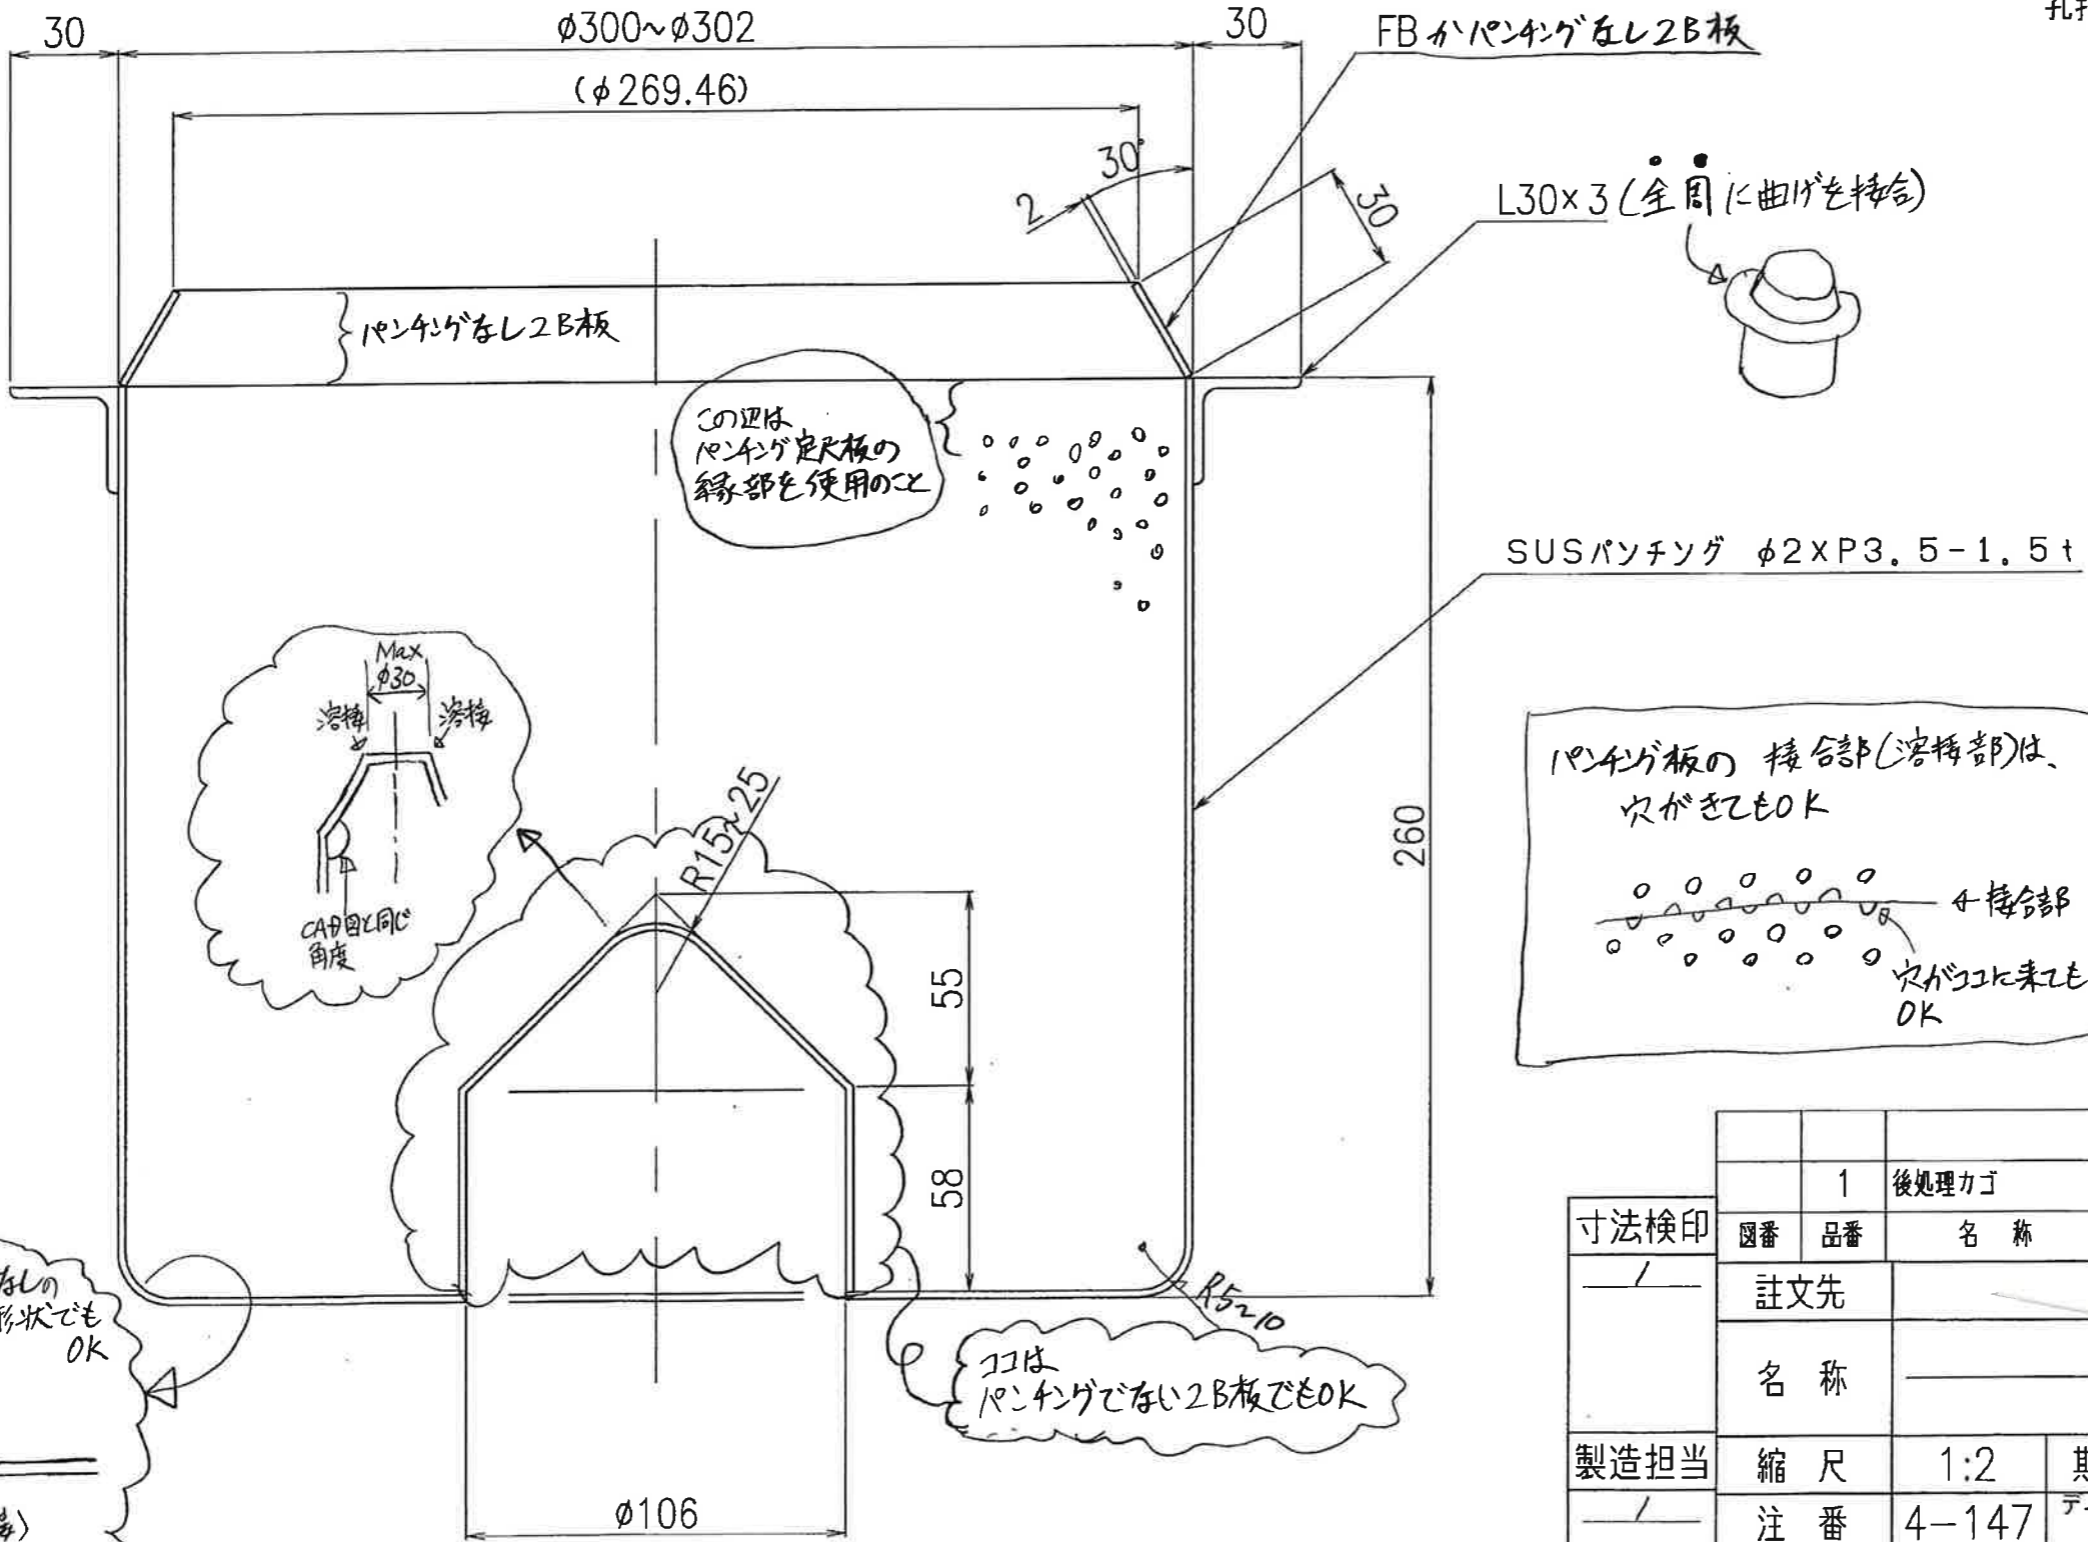 30
φ300~φ302
30
(φ269.46)
FBかパンチングなし2B板
30°
2
30
L30×3(全周に曲げを接合)
パンチングなし2B板
この辺は
パンチング定尺板の
縁部を使用のこと
SUSパンチング φ2×P3.5-1.5t
Max
φ30
溶接
溶接
CAD図と同じ
角度
R15~25
260
パンチング板の 接合部(溶接部)は、
穴がきてもOK
接合部
穴がココに来ても
OK
55
58
R5~10
なしの
形状でも
OK
ココは
パンチングでない2B板でもOK
φ106
1 後処理カゴ
寸法検印
図番 品番 名 称
註文先
名 称
製造担当
縮 尺 1:2
注 番 4-147